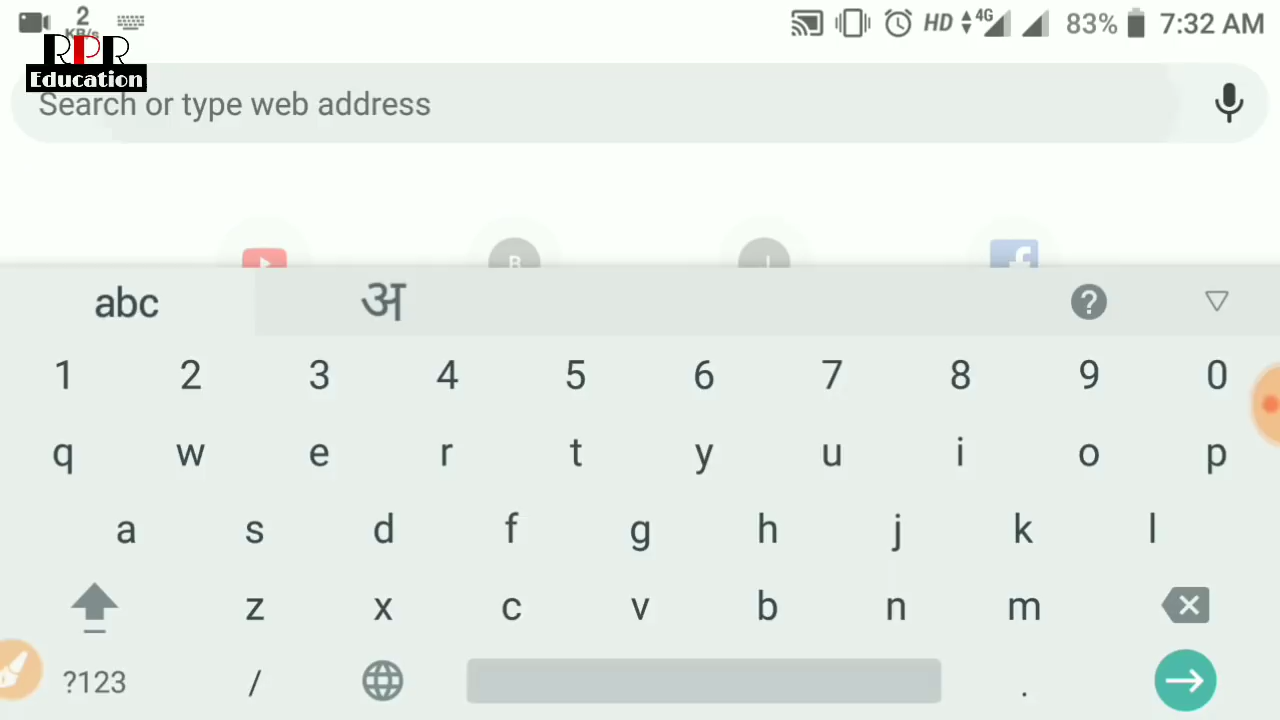 2
KB/s
HD
4G
83%
7:32 AM
RPR
Education
Search or type web address
B
J
f
abc
अ
?
1 2 3 4 5 6 7 8 9 0
q w e r t y u i o p
a s d f g h j k l
z x c v b n m
?123 / .